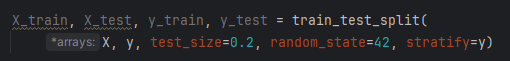 X_train, X_test, y_train, y_test = train_test_split(
*arrays: X, y, test_size=0.2, random_state=42, stratify=y)